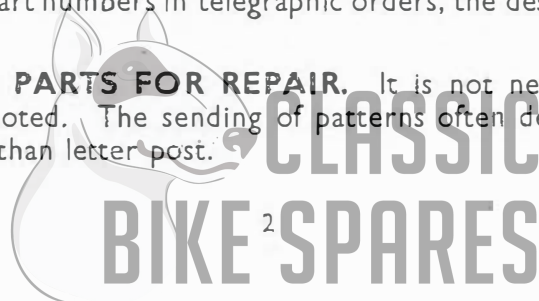 art numbers in telegraphic orders, the des
PARTS FOR REPAIR. It is not ne
oted. The sending of patterns often de
than letter post.
CLASSIC
2
BIKE SPARES